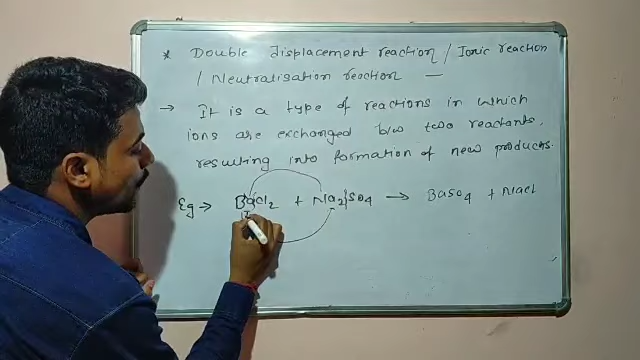 * Double displacement reaction / Ionic reaction
/ Neutralisation reaction —
→ It is a type of reactions in which
ions are exchanged b/w two reactants,
resulting into formation of new products.
Eg → BaCl2 + Na2SO4 → BaSO4 + NaCl